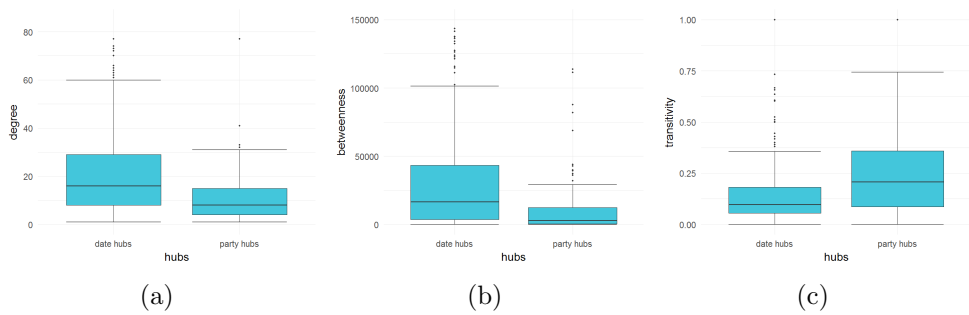 degree
80
60
40
20
0
date hubs party hubs
hubs
(a)
betweenness
150000
100000
50000
0
date hubs party hubs
hubs
(b)
transitivity
1.00
0.75
0.50
0.25
0.00
date hubs party hubs
hubs
(c)